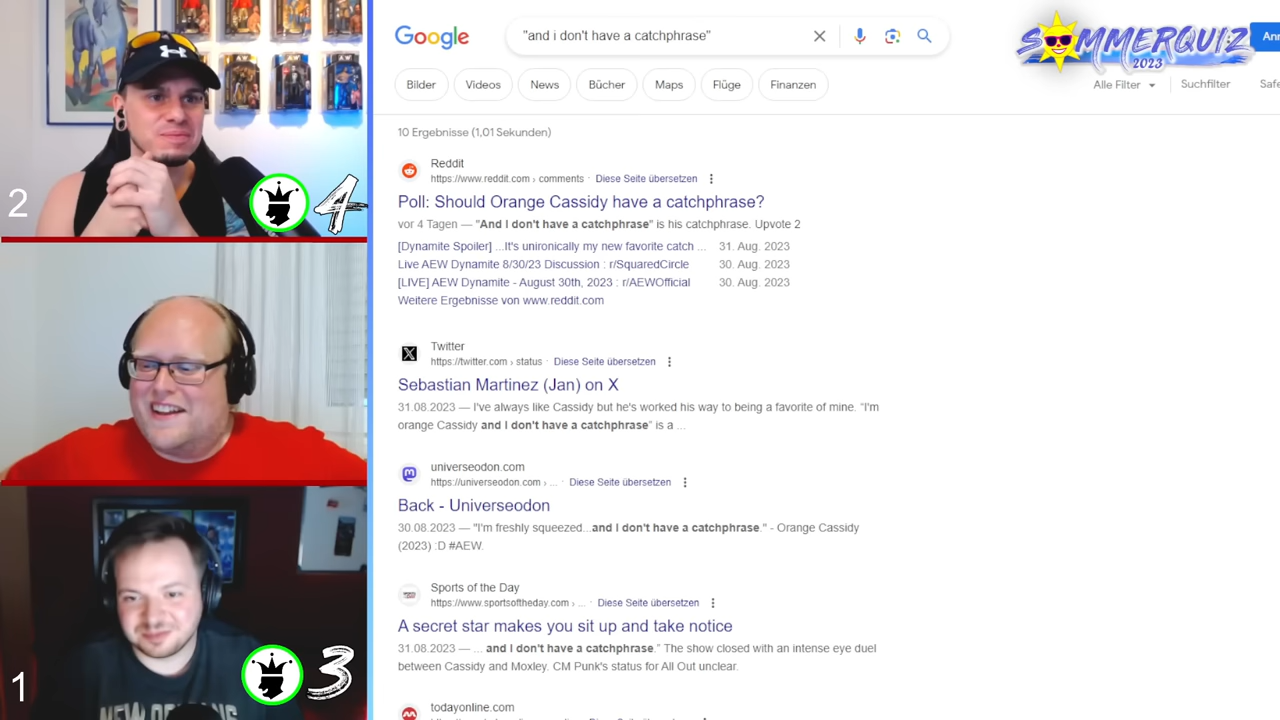 Google
"and i don't have a catchphrase"
SOMMERQUIZ
2023
Bilder
Videos
News
Bücher
Maps
Flüge
Finanzen
Alle Filter
Suchfilter
10 Ergebnisse (1,01 Sekunden)
Reddit
https://www.reddit.com › comments · Diese Seite übersetzen
Poll: Should Orange Cassidy have a catchphrase?
vor 4 Tagen — "And I don't have a catchphrase" is his catchphrase. Upvote 2
[Dynamite Spoiler] ...It's unironically my new favorite catch ... 31. Aug. 2023
Live AEW Dynamite 8/30/23 Discussion : r/SquaredCircle 30. Aug. 2023
[LIVE] AEW Dynamite - August 30th, 2023 : r/AEWOfficial 30. Aug. 2023
Weitere Ergebnisse von www.reddit.com
Twitter
https://twitter.com › status · Diese Seite übersetzen
Sebastian Martinez (Jan) on X
31.08.2023 — I've always like Cassidy but he's worked his way to being a favorite of mine. "I'm
orange Cassidy and I don't have a catchphrase" is a ...
universeodon.com
https://universeodon.com › ... · Diese Seite übersetzen
Back - Universeodon
30.08.2023 — "I'm freshly squeezed...and I don't have a catchphrase." - Orange Cassidy
(2023) :D #AEW.
Sports of the Day
https://www.sportsoftheday.com › ... · Diese Seite übersetzen
A secret star makes you sit up and take notice
31.08.2023 — ... and I don't have a catchphrase." The show closed with an intense eye duel
between Cassidy and Moxley. CM Punk's status for All Out unclear.
todayonline.com
2
4
1
3
NEW ORLEANS